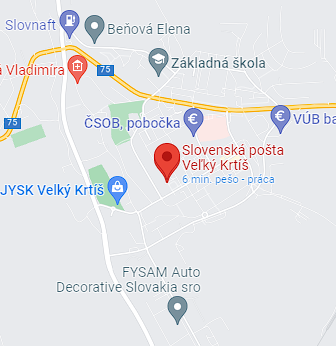 Slovnaft
Beňová Elena
Základná škola
á Vladimíra
75
75
ČSOB, pobočka
VÚB ba
Slovenská pošta
Veľký Krtíš
6 min. pešo - práca
JYSK Veľký Krtíš
FYSAM Auto
Decorative Slovakia sro